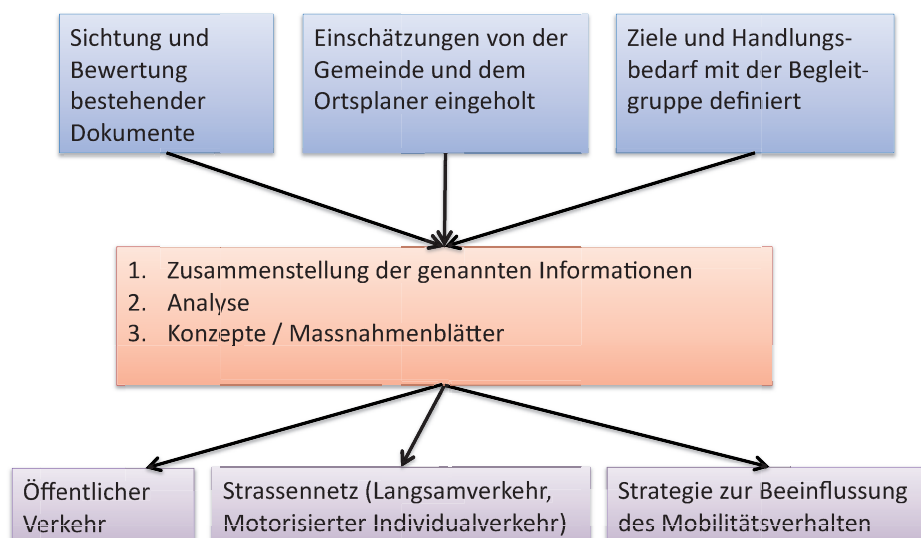 Sichtung und
Bewertung
bestehender
Dokumente
Einschätzungen von der
Gemeinde und dem
Ortsplaner eingeholt
Ziele und Handlungs-
bedarf mit der Begleit-
gruppe definiert
1. Zusammenstellung der genannten Informationen
2. Analyse
3. Konzepte / Massnahmenblätter
Öffentlicher
Verkehr
Strassennetz (Langsamverkehr,
Motorisierter Individualverkehr)
Strategie zur Beeinflussung
des Mobilitätsverhalten